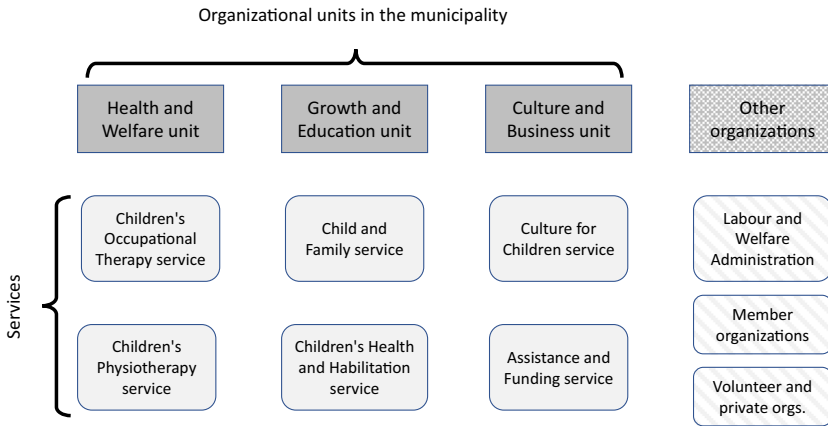 Organizational units in the municipality
Health and
Welfare unit
Growth and
Education unit
Culture and
Business unit
Other
organizations
Services
Children's
Occupational
Therapy service
Child and
Family service
Culture for
Children service
Labour and
Welfare
Administration
Children's
Physiotherapy
service
Children's Health
and Habilitation
service
Assistance and
Funding service
Member
organizations
Volunteer and
private orgs.